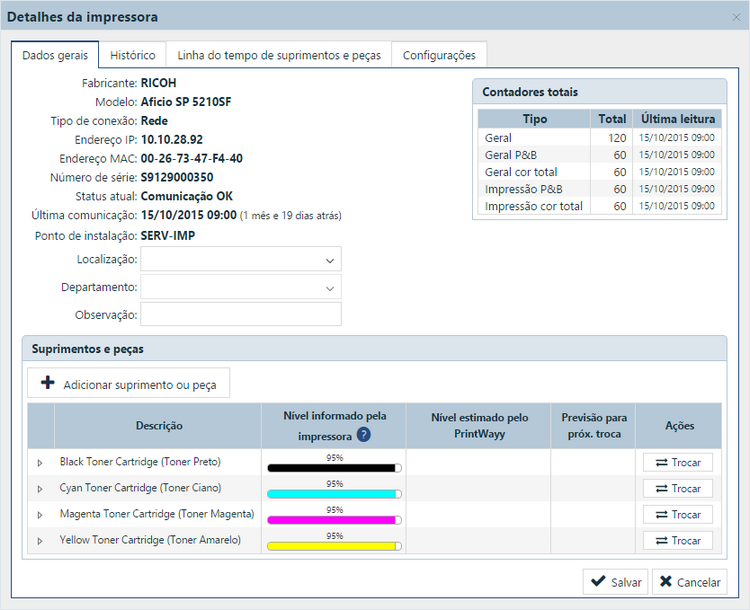 Detalhes da impressora
Dados gerais Histórico Linha do tempo de suprimentos e peças Configurações
Fabricante: RICOH
Modelo: Aficio SP 5210SF
Tipo de conexão: Rede
Endereço IP: 10.10.28.92
Endereço MAC: 00-26-73-47-F4-40
Número de série: S9129000350
Status atual: Comunicação OK
Última comunicação: 15/10/2015 09:00 (1 mês e 19 dias atrás)
Ponto de instalação: SERV-IMP
Localização:
Departamento:
Observação:
Contadores totais
Tipo Total Última leitura
Geral 120 15/10/2015 09:00
Geral P&B 60 15/10/2015 09:00
Geral cor total 60 15/10/2015 09:00
Impressão P&B 60 15/10/2015 09:00
Impressão cor total 60 15/10/2015 09:00
Suprimentos e peças
Adicionar suprimento ou peça
Descrição Nível informado pela impressora ? Nível estimado pelo PrintWayy Previsão para próx. troca Ações
Black Toner Cartridge (Toner Preto) 95% Trocar
Cyan Toner Cartridge (Toner Ciano) 95% Trocar
Magenta Toner Cartridge (Toner Magenta) 95% Trocar
Yellow Toner Cartridge (Toner Amarelo) 95% Trocar
Salvar Cancelar